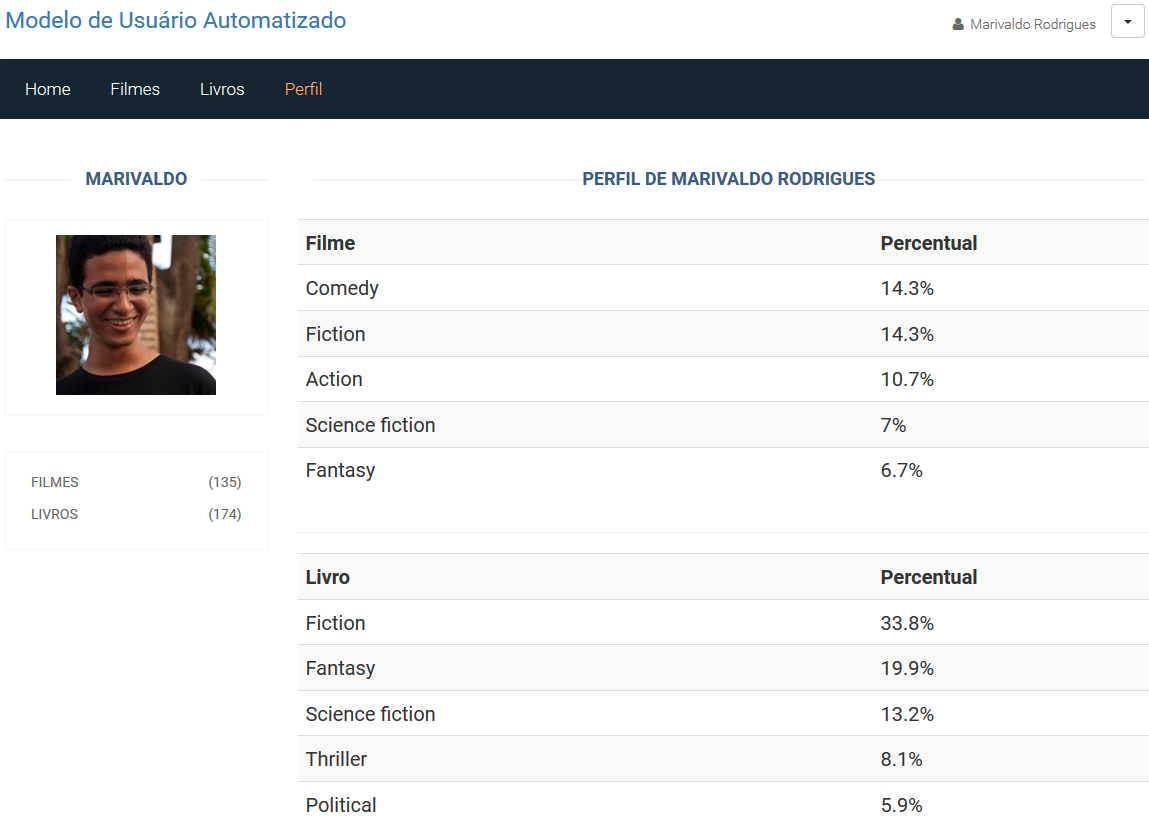 Modelo de Usuário Automatizado
Marivaldo Rodrigues
Home Filmes Livros Perfil
MARIVALDO
FILMES (135)
LIVROS (174)
PERFIL DE MARIVALDO RODRIGUES
Filme Percentual
Comedy 14.3%
Fiction 14.3%
Action 10.7%
Science fiction 7%
Fantasy 6.7%
Livro Percentual
Fiction 33.8%
Fantasy 19.9%
Science fiction 13.2%
Thriller 8.1%
Political 5.9%